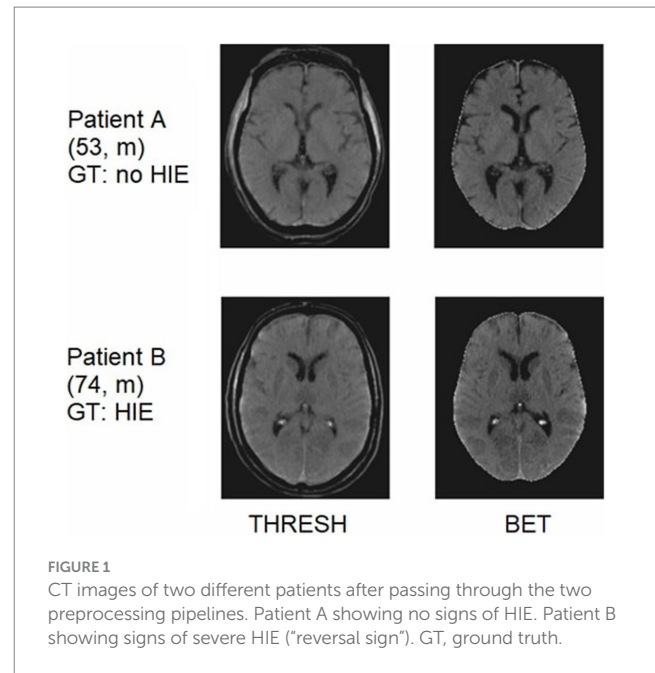 Patient A
(53, m)
GT: no HIE
Patient B
(74, m)
GT: HIE
THRESH
BET
FIGURE 1
CT images of two different patients after passing through the two
preprocessing pipelines. Patient A showing no signs of HIE. Patient B
showing signs of severe HIE (“reversal sign”). GT, ground truth.